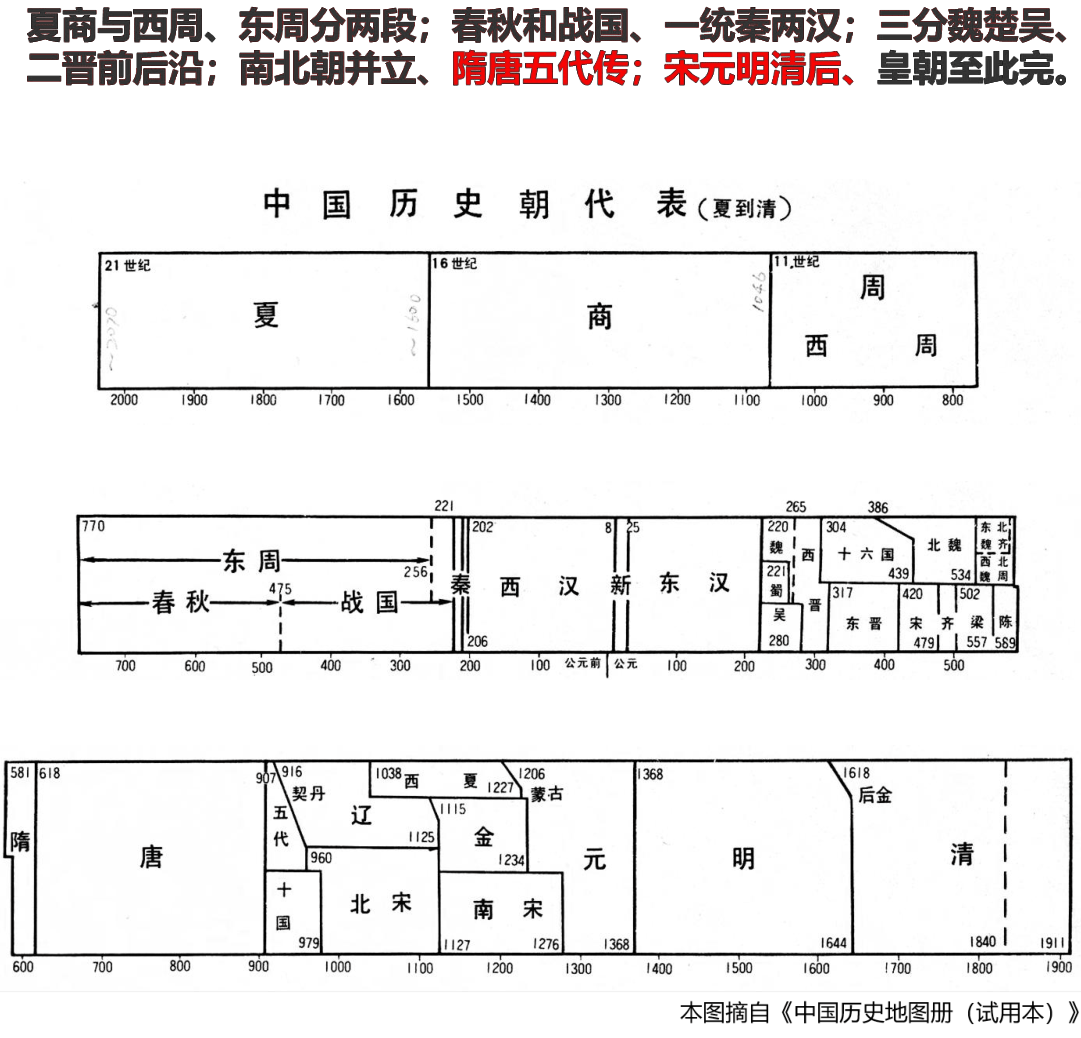 夏商与西周、东周分两段；春秋和战国、一统秦两汉；三分魏楚吴、
二晋前后沿；南北朝并立、隋唐五代传；宋元明清后、皇朝至此完。
中国历史朝代表（夏到清）
21世纪 16世纪 11.世纪
~2070 ~1600 1046
夏 商 周
西周
2000 1900 1800 1700 1600 1500 1400 1300 1200 1100 1000 900 800
221 265 386
770 202 8 25 220 304 东魏 北齐
魏 西晋 十六国 北魏
东周 256 221 439 534 西魏 北周
475 蜀
春秋 战国 秦 西汉 新 东汉 317 420 502
吴 东晋 宋 齐 梁 陈
206 280 479 557 589
700 600 500 400 300 200 100 公元前 公元 100 200 300 400 500
581 618 907 916 1038 西夏 1206 1368 1618
契丹 1227 蒙古 后金
五代 辽 1115
隋 1125 金
唐 960 1234 元 明 清
十国 北宋 南宋
979 1127 1276 1368 1644 1840 1911
600 700 800 900 1000 1100 1200 1300 1400 1500 1600 1700 1800 1900
本图摘自《中国历史地图册（试用本）》